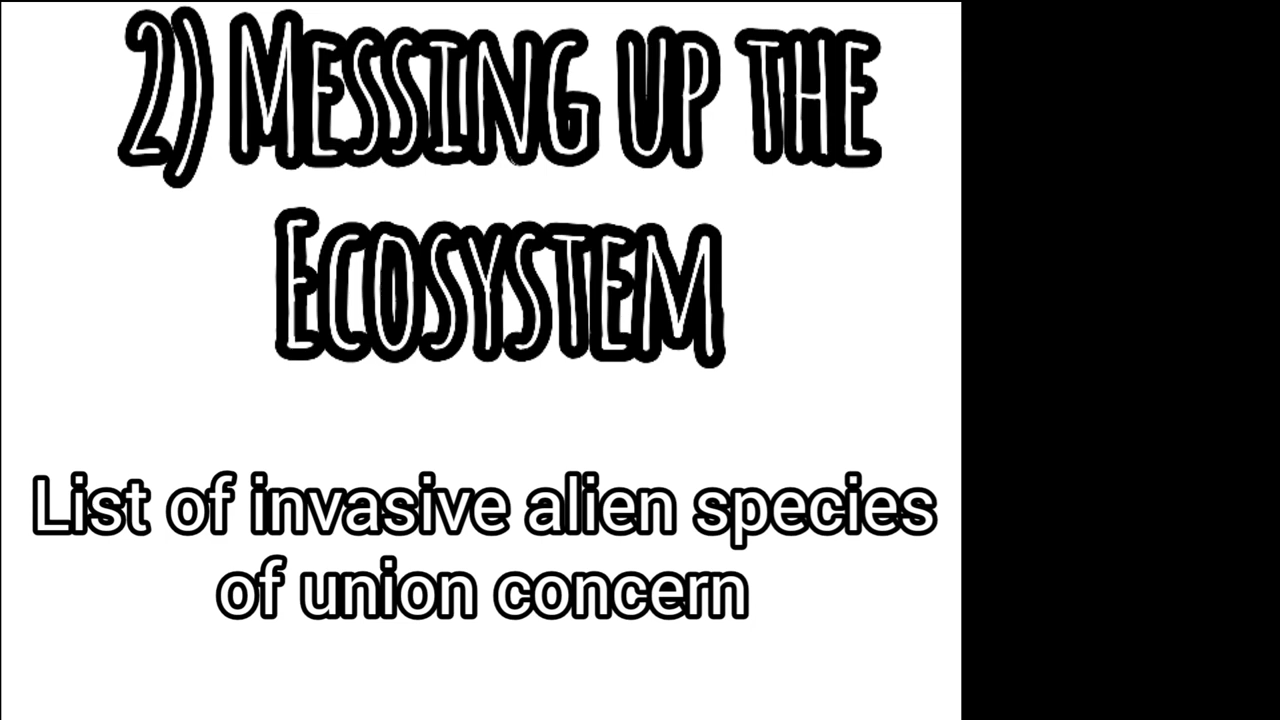 2) Messing up the
Ecosystem
List of invasive alien species
of union concern